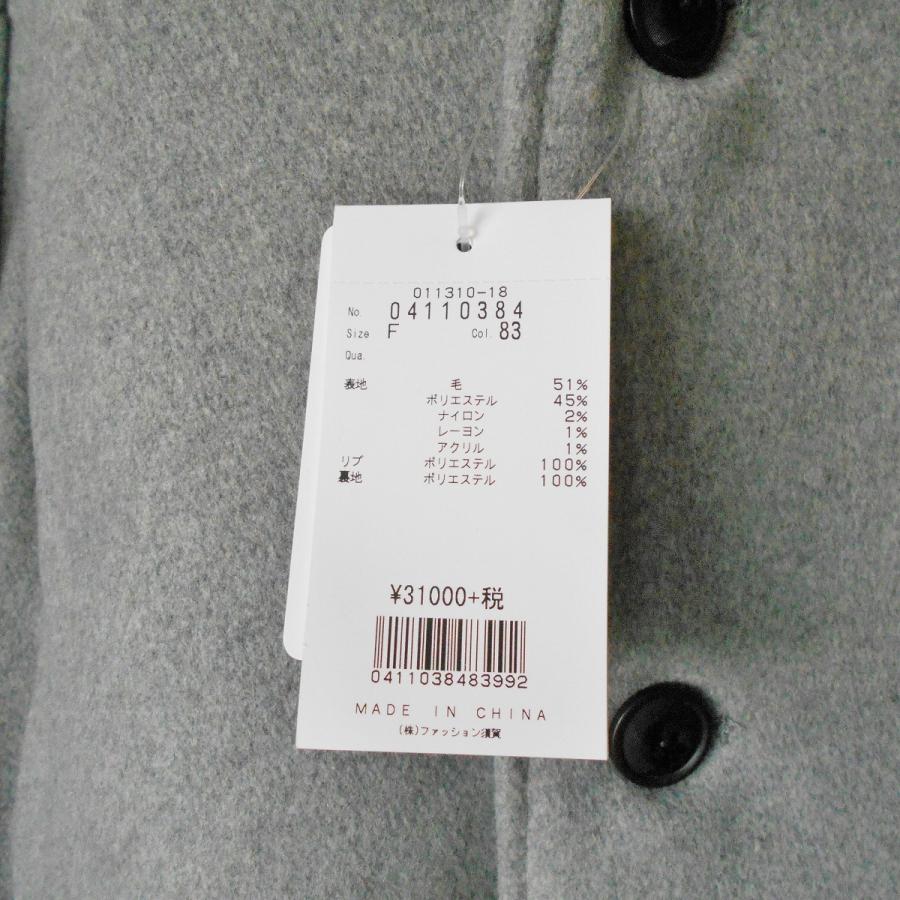 011310-18
No. 04110384
Size F Col. 83
Qua.
表地 毛 51%
ポリエステル 45%
ナイロン 2%
レーヨン 1%
アクリル 1%
リブ ポリエステル 100%
裏地 ポリエステル 100%
¥31000+税
0411038483992
MADE IN CHINA
(株)ファッション須賀